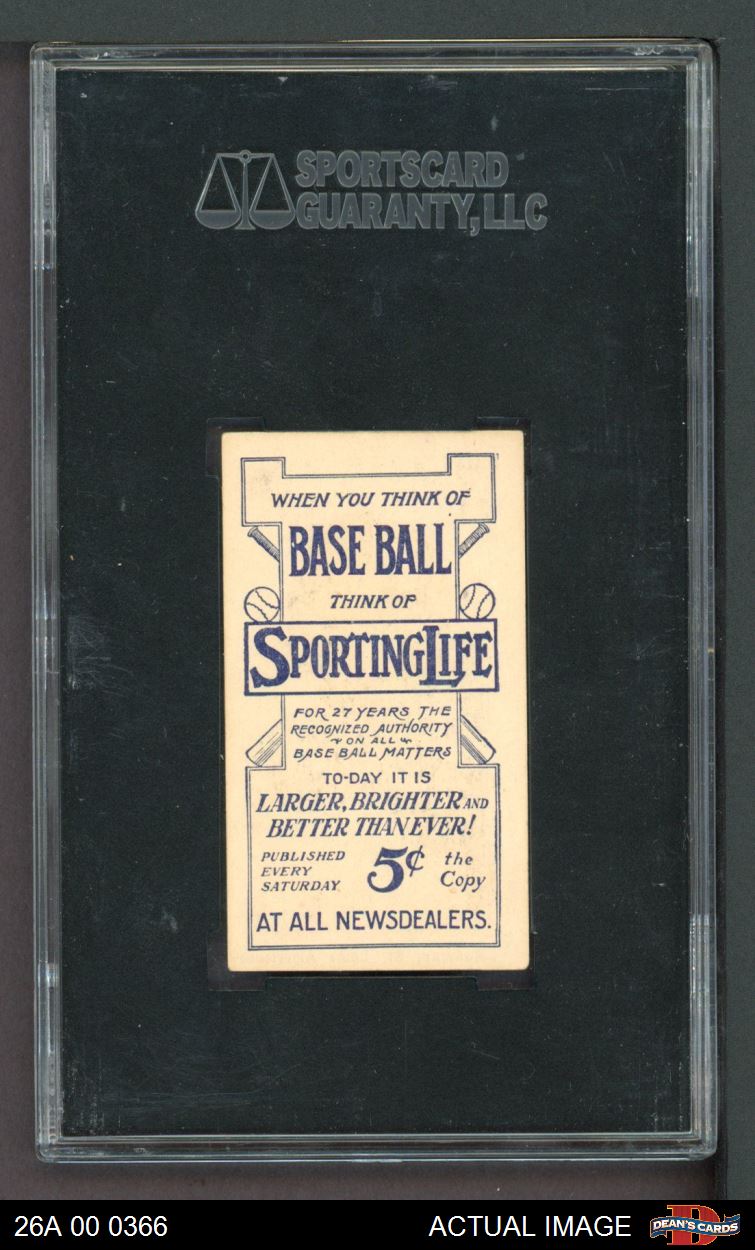 SPORTSCARD
GUARANTY, LLC
WHEN YOU THINK OF
BASE BALL
THINK OF
SPORTING LIFE
FOR 27 YEARS THE
RECOGNIZED AUTHORITY
ON ALL
BASE BALL MATTERS
TO-DAY IT IS
LARGER, BRIGHTER AND
BETTER THAN EVER!
PUBLISHED
EVERY
SATURDAY
5¢
the
Copy
AT ALL NEWSDEALERS.
26A 00 0366
ACTUAL IMAGE
D
DEAN'S CARDS